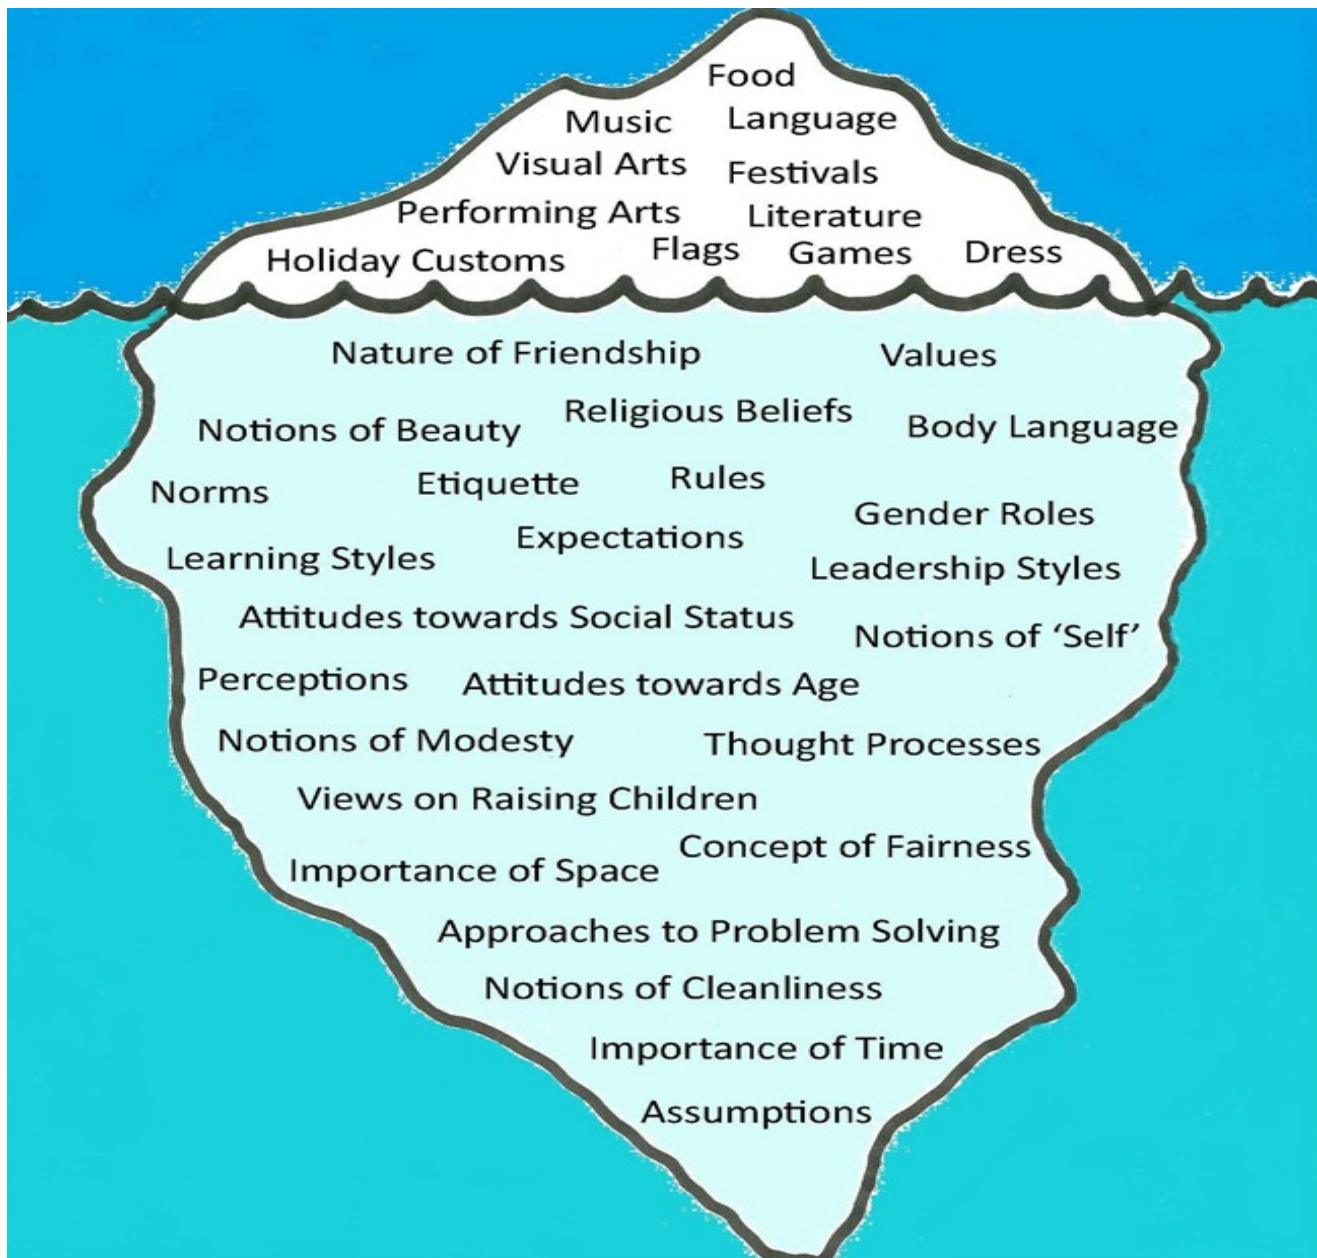 Food
Music
Language
Visual Arts
Festivals
Performing Arts
Literature
Holiday Customs
Flags
Games
Dress
Nature of Friendship
Values
Notions of Beauty
Religious Beliefs
Body Language
Norms
Etiquette
Rules
Gender Roles
Expectations
Learning Styles
Leadership Styles
Attitudes towards Social Status
Notions of ‘Self’
Perceptions
Attitudes towards Age
Notions of Modesty
Thought Processes
Views on Raising Children
Concept of Fairness
Importance of Space
Approaches to Problem Solving
Notions of Cleanliness
Importance of Time
Assumptions